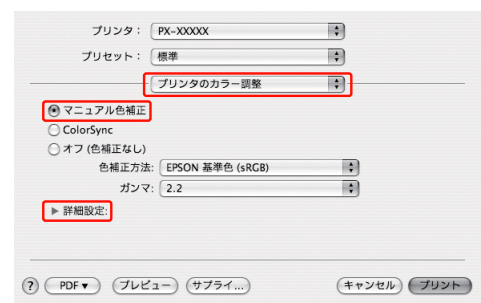 プリンタ： PX-XXXXX
プリセット： 標準
プリンタのカラー調整
マニュアル色補正
ColorSync
オフ (色補正なし)
色補正方法: EPSON 基準色 (sRGB)
ガンマ: 2.2
▶ 詳細設定:
? PDF▼ プレビュー サプライ... キャンセル プリント